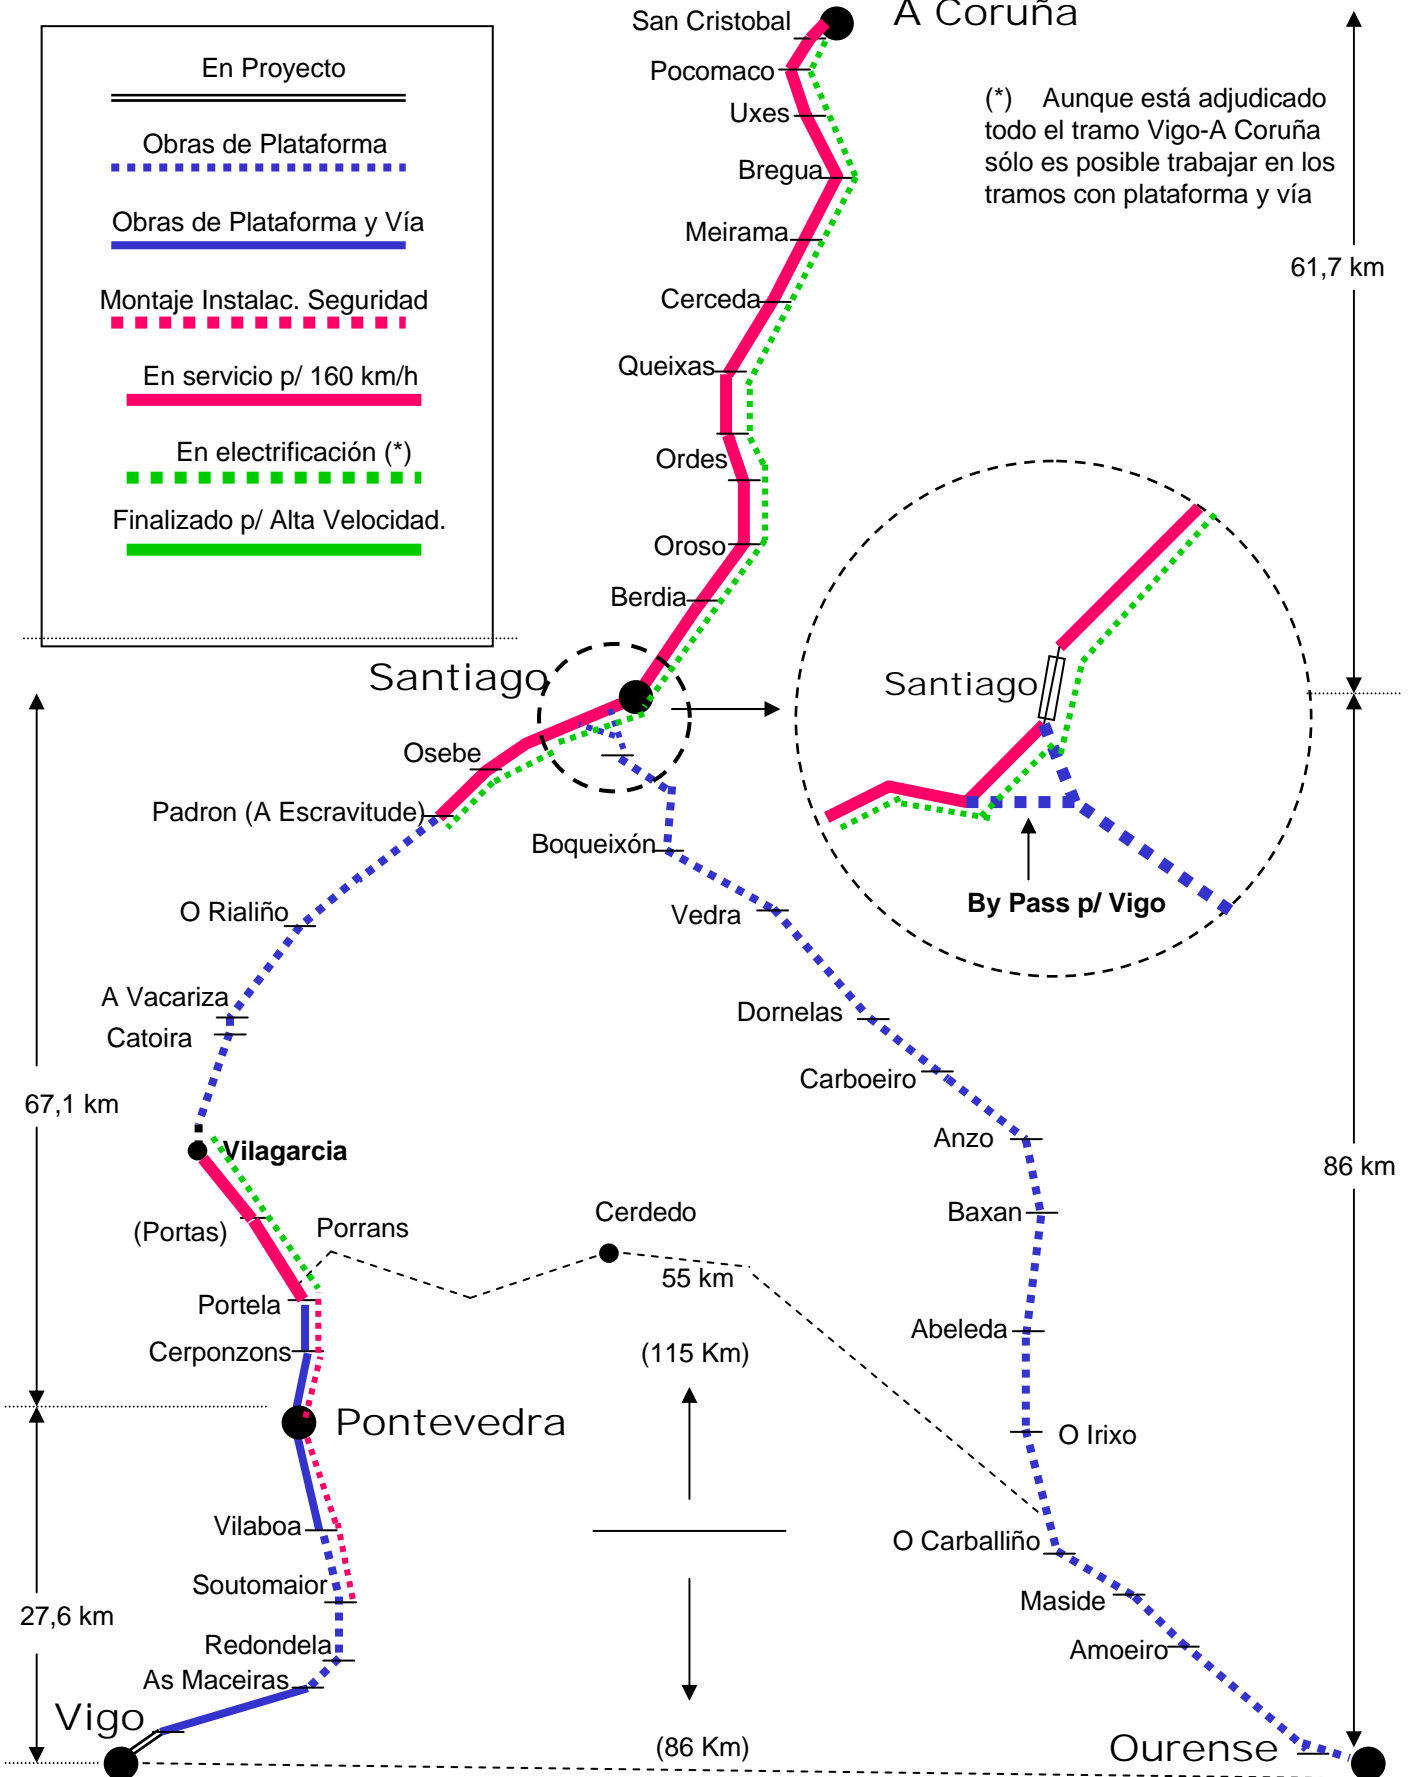 A Coruña
San Cristobal
Pocomaco
Uxes
Bregua
Meirama
Cerceda
Queixas
Ordes
Oroso
Berdia
En Proyecto
Obras de Plataforma
Obras de Plataforma y Vía
Montaje Instalac. Seguridad
En servicio p/ 160 km/h
En electrificación (*)
Finalizado p/ Alta Velocidad.
(*) Aunque está adjudicado
todo el tramo Vigo-A Coruña
sólo es posible trabajar en los
tramos con plataforma y vía
61,7 km
Santiago
Santiago
By Pass p/ Vigo
Osebe
Padron (A Escravitude)
Boqueixón
O Rialiño
Vedra
A Vacariza
Catoira
Dornelas
Carboeiro
67,1 km
Vilagarcia
Anzo
86 km
(Portas)
Porrans
Cerdedo
Baxan
55 km
Portela
Cerponzons
(115 Km)
Abeleda
Pontevedra
O Irixo
Vilaboa
O Carballiño
Soutomaior
Maside
27,6 km
Redondela
Amoeiro
As Maceiras
Vigo
(86 Km)
Ourense